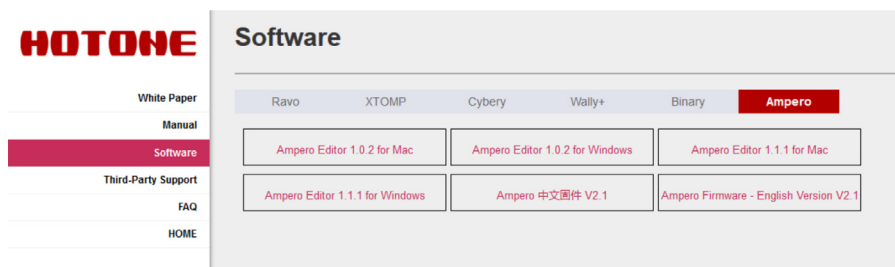 HOTONE
White Paper
Manual
Software
Third-Party Support
FAQ
HOME
Software
Ravo XTOMP Cybery Wally+ Binary Ampero
Ampero Editor 1.0.2 for Mac Ampero Editor 1.0.2 for Windows Ampero Editor 1.1.1 for Mac
Ampero Editor 1.1.1 for Windows Ampero 中文固件 V2.1 Ampero Firmware - English Version V2.1